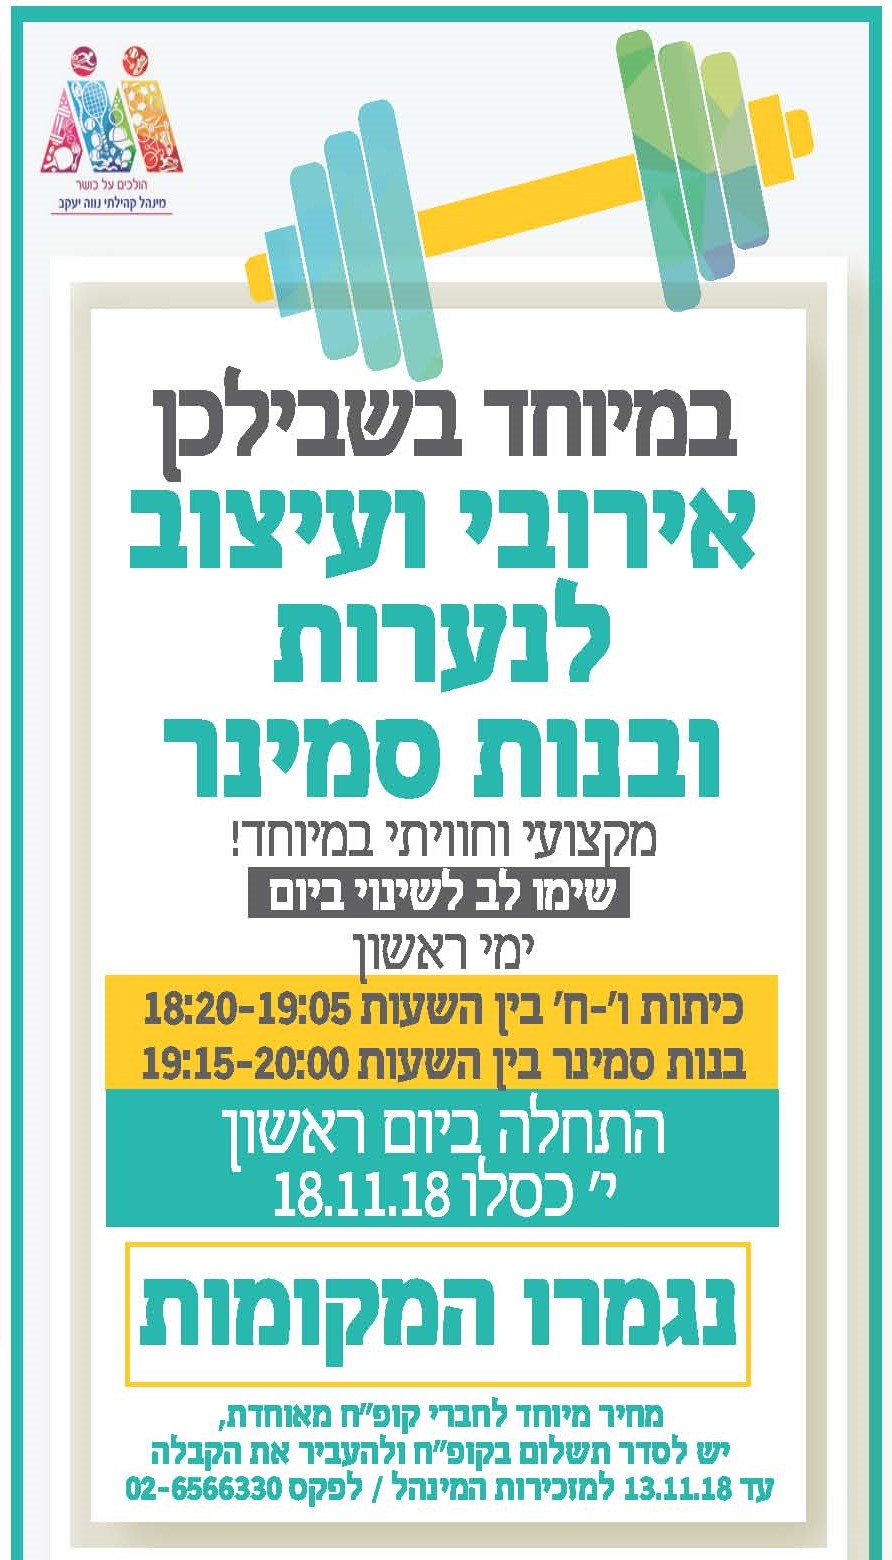 הולכים על כושר
מינהל קהילתי נווה יעקב
במיוחד בשבילכן
אירובי ועיצוב
לנערות
ובנות סמינר
מקצועי וחוויתי במיוחד!
שימו לב לשינוי ביום
ימי ראשון
כיתות ו'-ח' בין השעות 18:20-19:05
בנות סמינר בין השעות 19:15-20:00
התחלה ביום ראשון
י' כסלו 18.11.18
נגמרו המקומות
מחיר מיוחד לחברי קופ"ח מאוחדת,
יש לסדר תשלום בקופ"ח ולהעביר את הקבלה
עד 13.11.18 למזכירות המינהל / לפקס 02-6566330